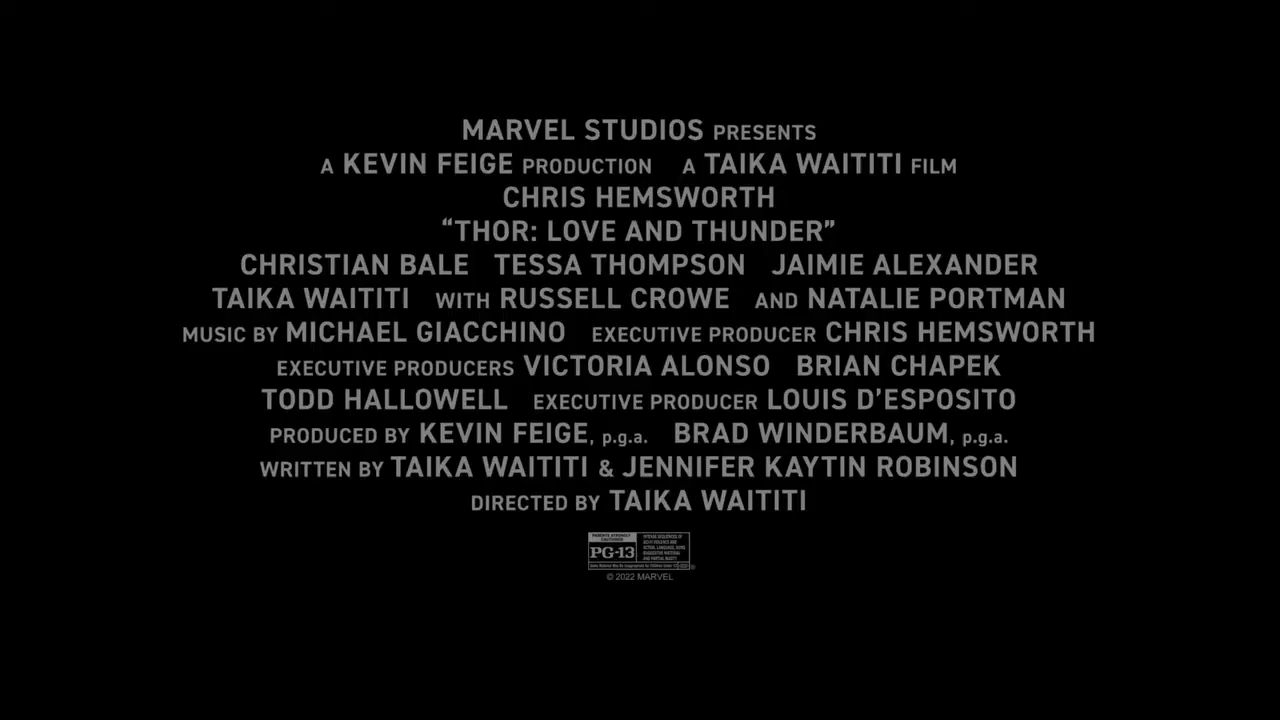 MARVEL STUDIOS PRESENTS
A KEVIN FEIGE PRODUCTION A TAIKA WAITITI FILM
CHRIS HEMSWORTH
“THOR: LOVE AND THUNDER”
CHRISTIAN BALE TESSA THOMPSON JAIMIE ALEXANDER
TAIKA WAITITI WITH RUSSELL CROWE AND NATALIE PORTMAN
MUSIC BY MICHAEL GIACCHINO EXECUTIVE PRODUCER CHRIS HEMSWORTH
EXECUTIVE PRODUCERS VICTORIA ALONSO BRIAN CHAPEK
TODD HALLOWELL EXECUTIVE PRODUCER LOUIS D’ESPOSITO
PRODUCED BY KEVIN FEIGE, p.g.a. BRAD WINDERBAUM, p.g.a.
WRITTEN BY TAIKA WAITITI & JENNIFER KAYTIN ROBINSON
DIRECTED BY TAIKA WAITITI
PARENTS STRONGLY CAUTIONED
PG-13
© 2022 MARVEL